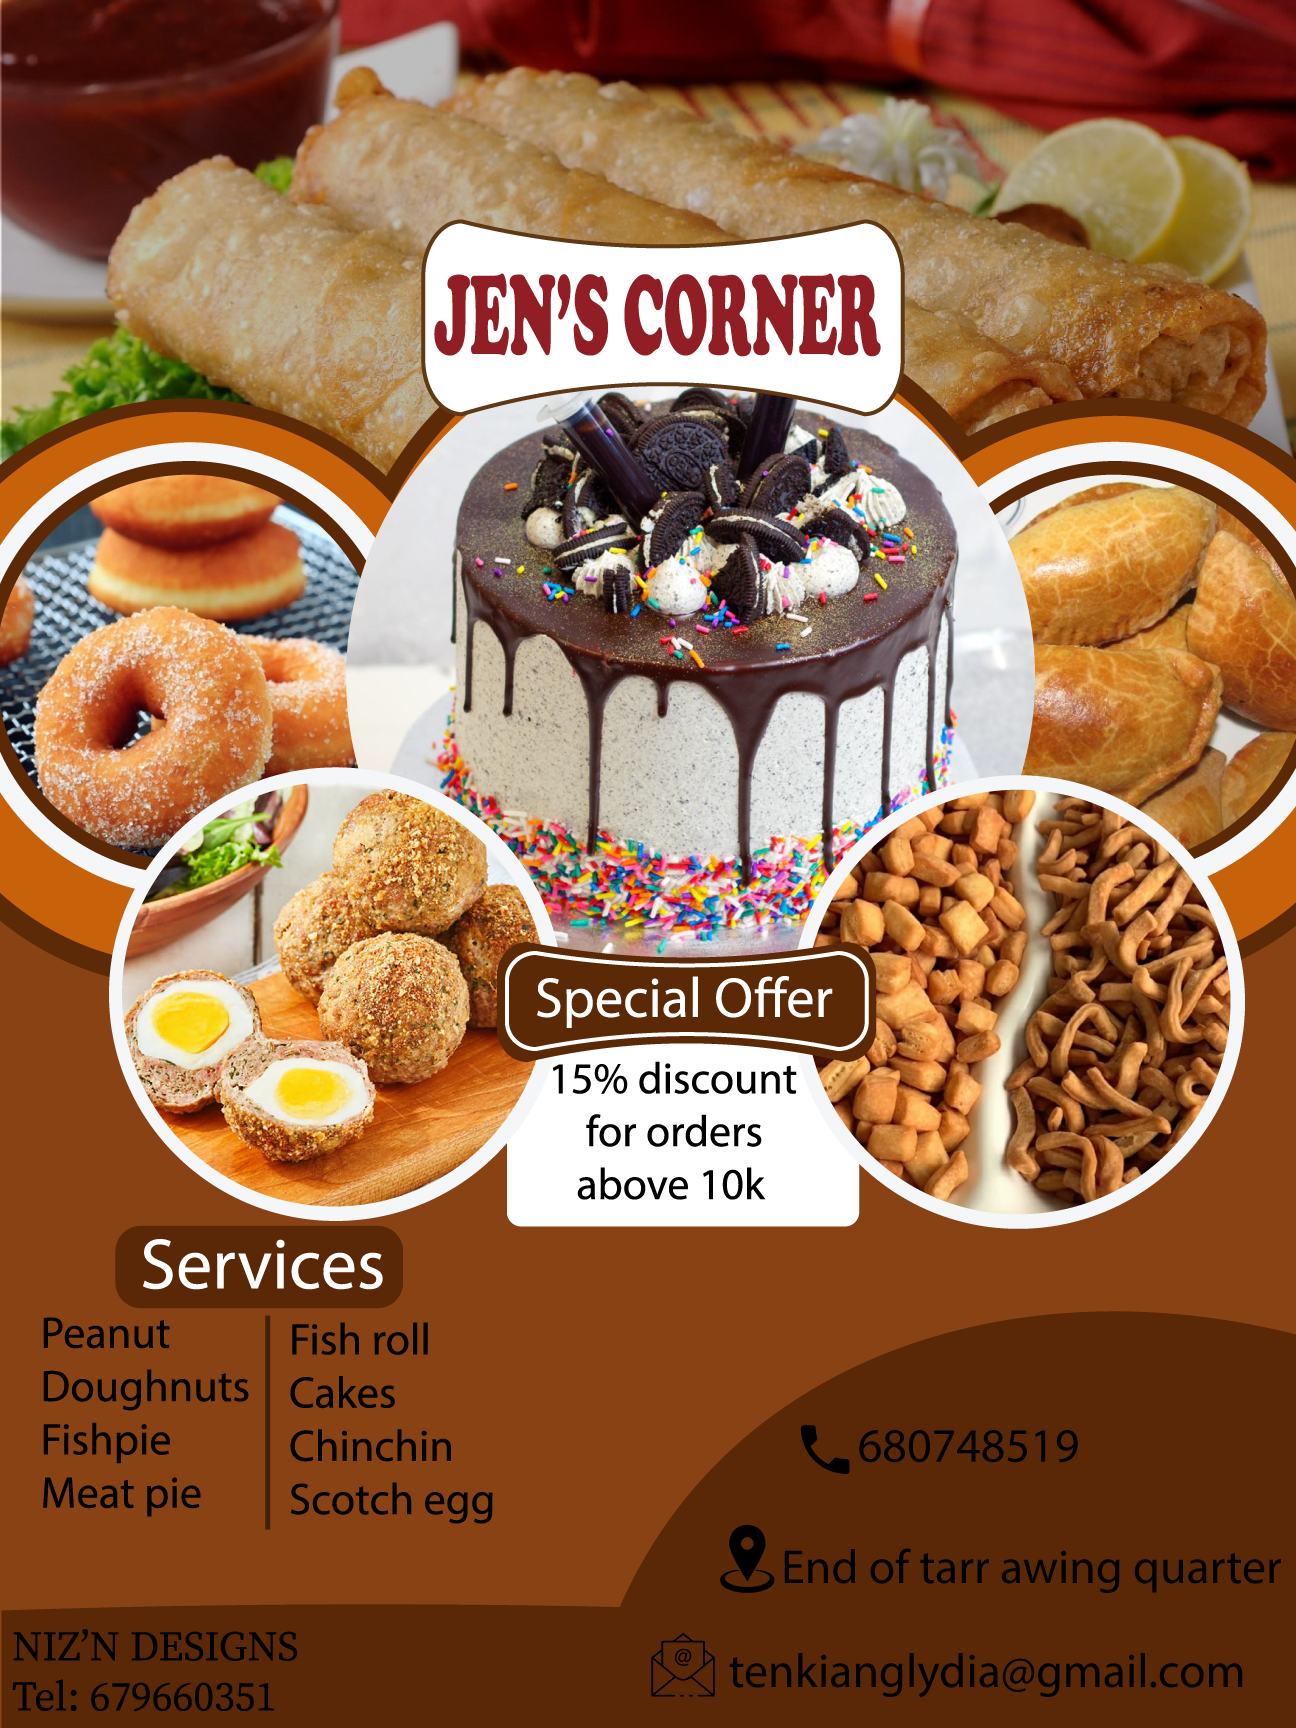 JEN'S CORNER
Special Offer
15% discount
for orders
above 10k
Services
Peanut
Doughnuts
Fishpie
Meat pie
Fish roll
Cakes
Chinchin
Scotch egg
680748519
End of tarr awing quarter
@
tenkianglydia@gmail.com
NIZ'N DESIGNS
Tel: 679660351